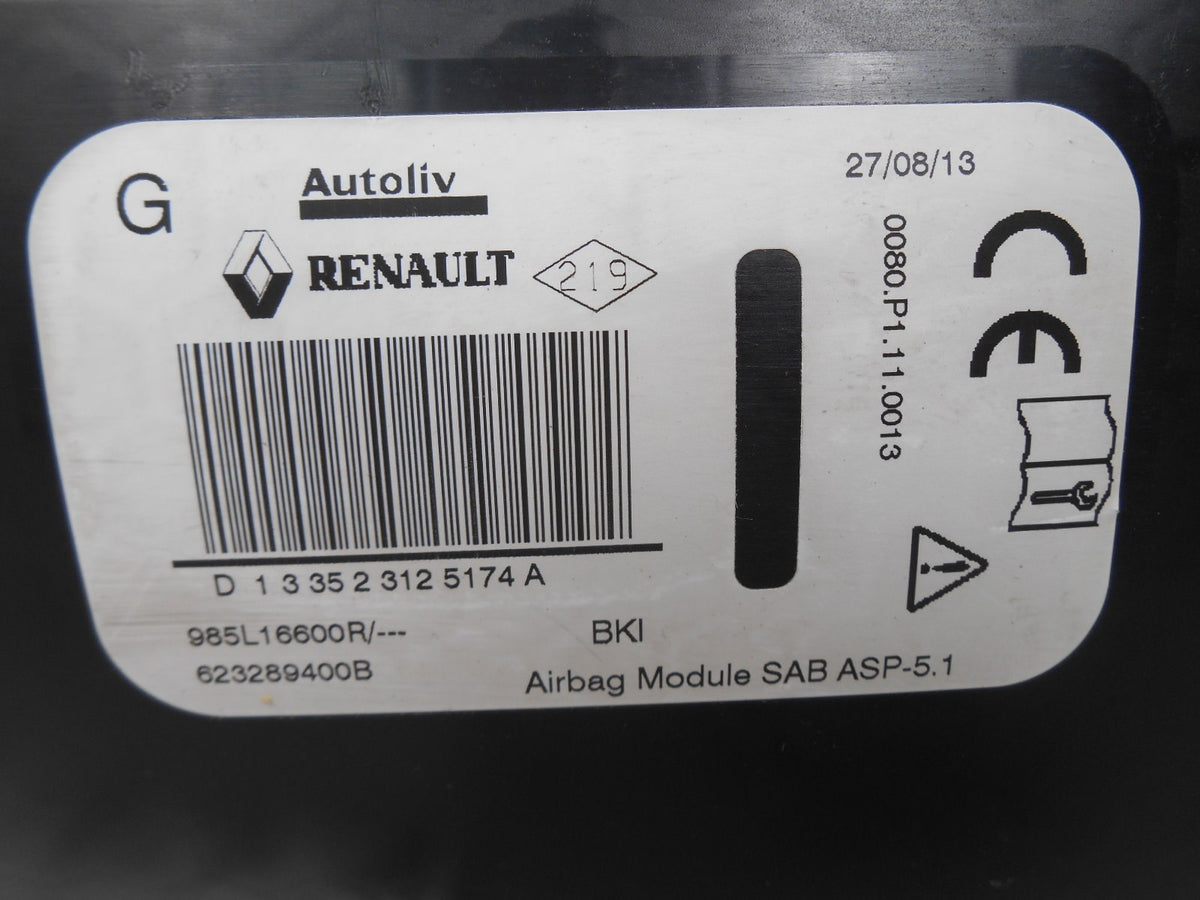 G
Autoliv
27/08/13
RENAULT
219
0080.P1.11.0013
CE
D 1 3 35 2 312 5174 A
985L16600R/---
BKI
623289400B
Airbag Module SAB ASP-5.1